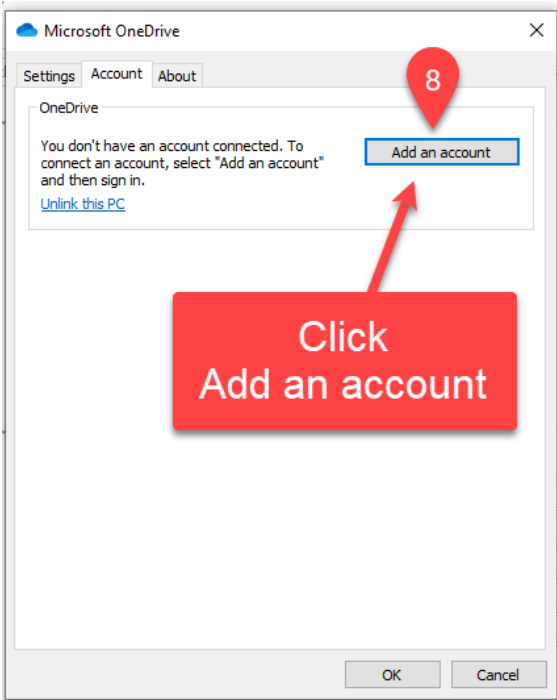 Microsoft OneDrive
Settings Account About
8
OneDrive
You don't have an account connected. To
connect an account, select "Add an account"
and then sign in.
Add an account
Unlink this PC
Click
Add an account
OK Cancel